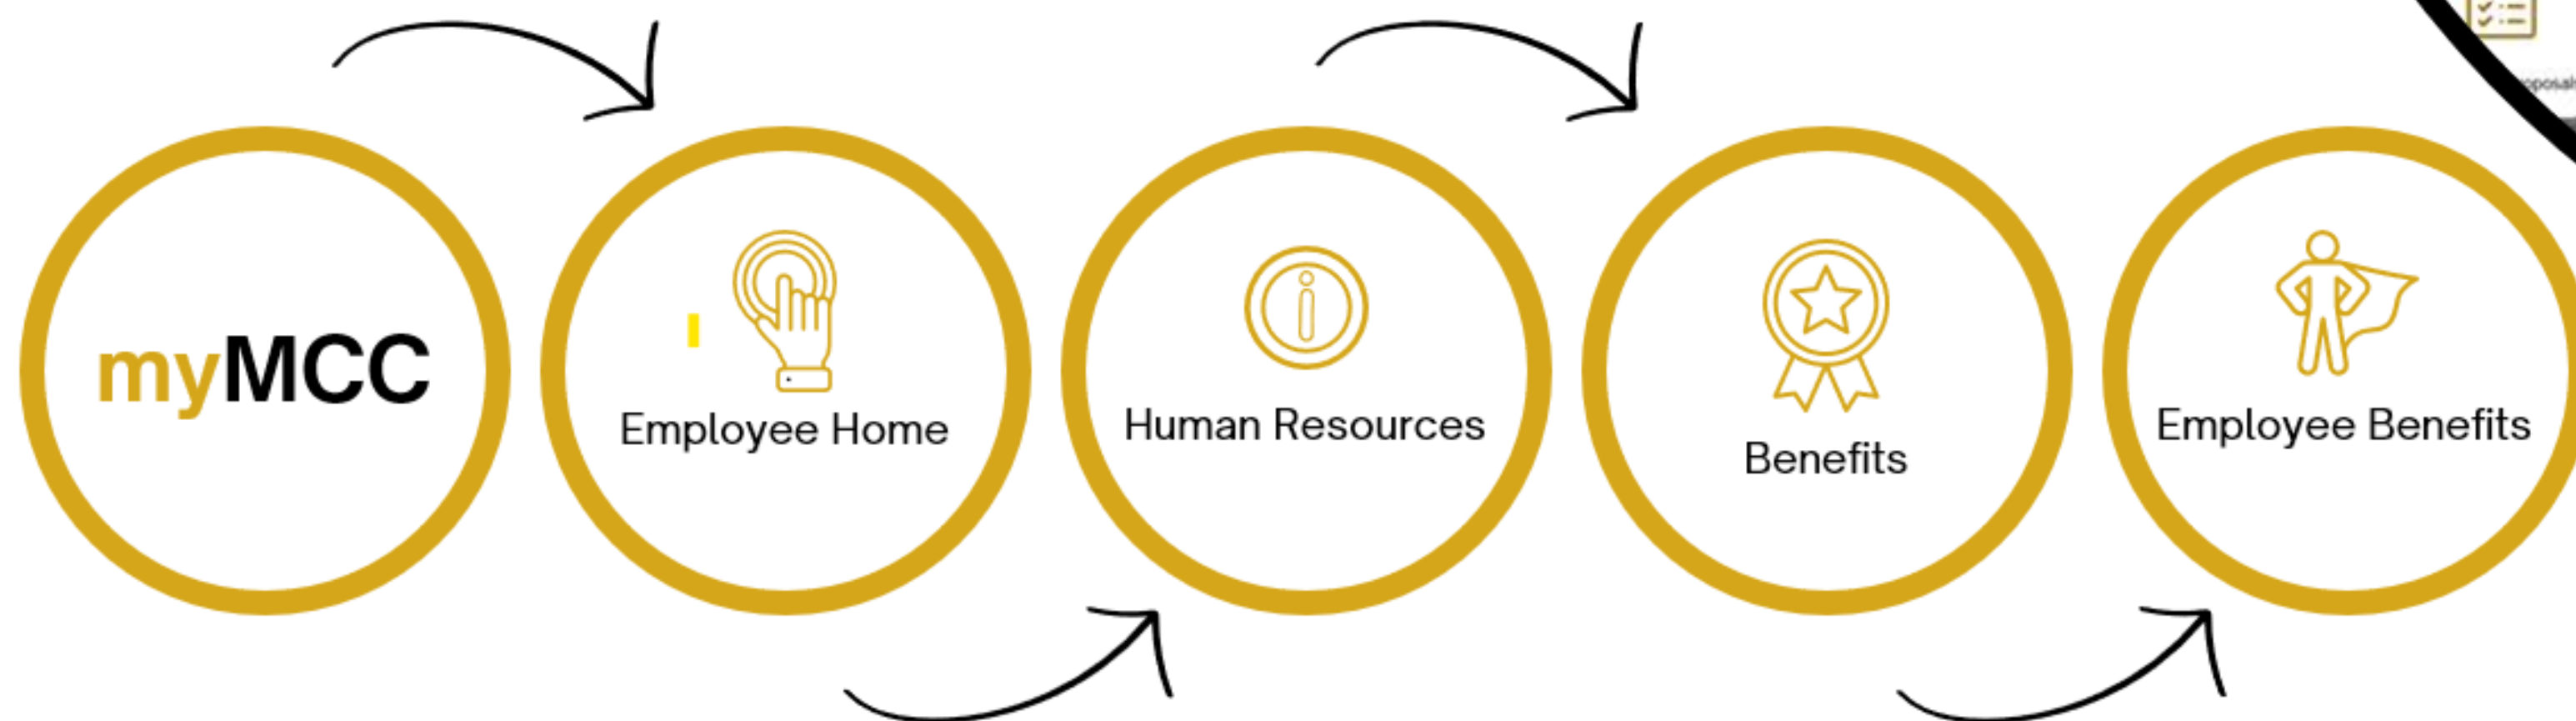 myMCC
Employee Home
Human Resources
Benefits
Employee Benefits